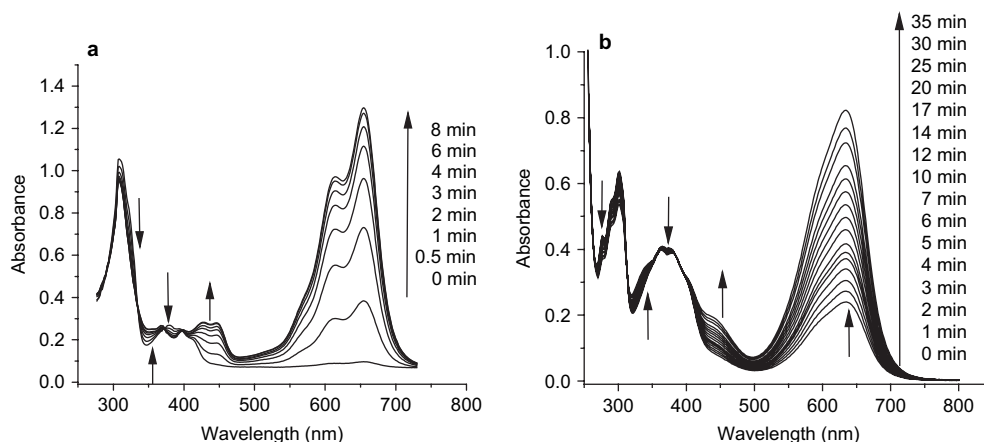 a
1.4
1.2
1.0
0.8
0.6
0.4
0.2
0.0
Absorbance
300 400 500 600 700 800
Wavelength (nm)
8 min
6 min
4 min
3 min
2 min
1 min
0.5 min
0 min
b
1.0
0.8
0.6
0.4
0.2
0.0
Absorbance
300 400 500 600 700 800
Wavelength (nm)
35 min
30 min
25 min
20 min
17 min
14 min
12 min
10 min
7 min
6 min
5 min
4 min
3 min
2 min
1 min
0 min